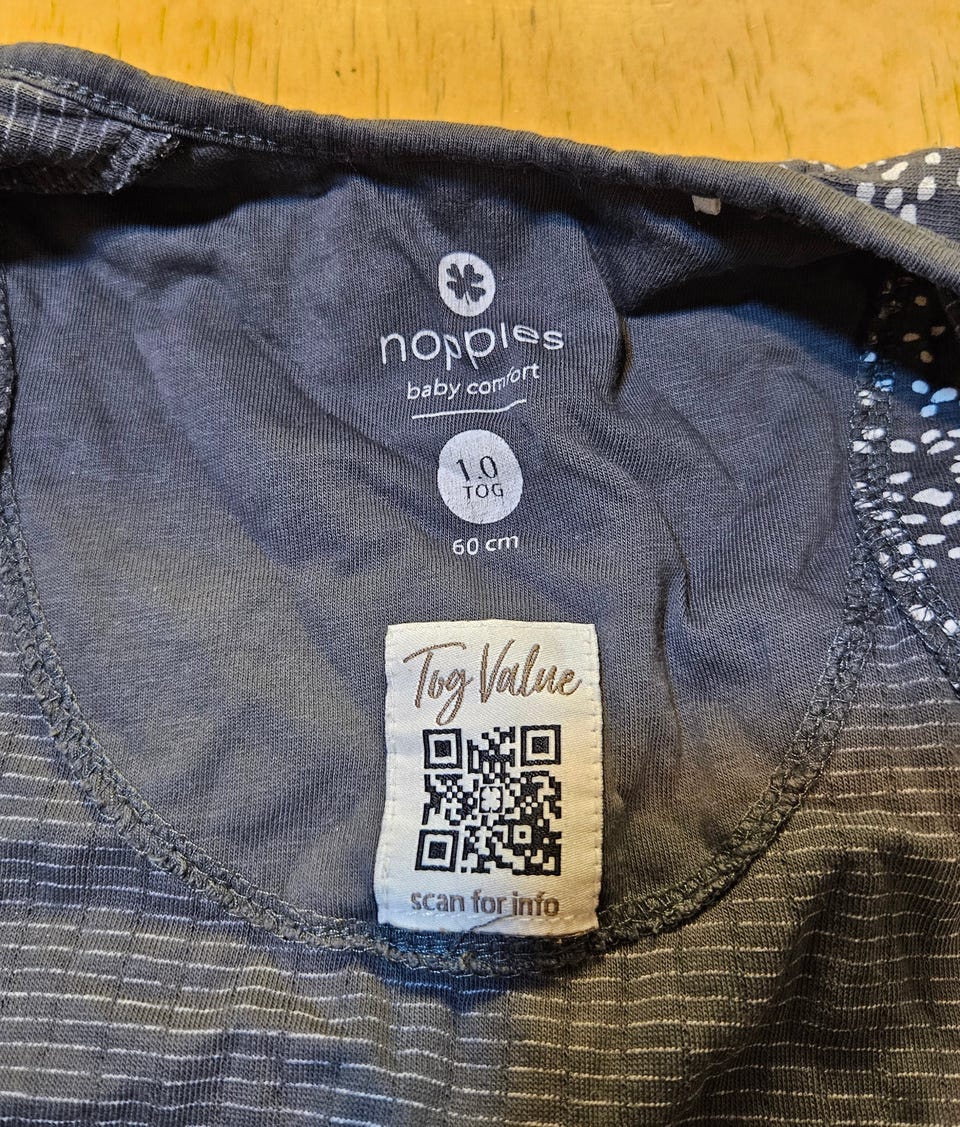 noppies
baby comfort
1.0
TOG
60 cm
Tog Value
scan for info